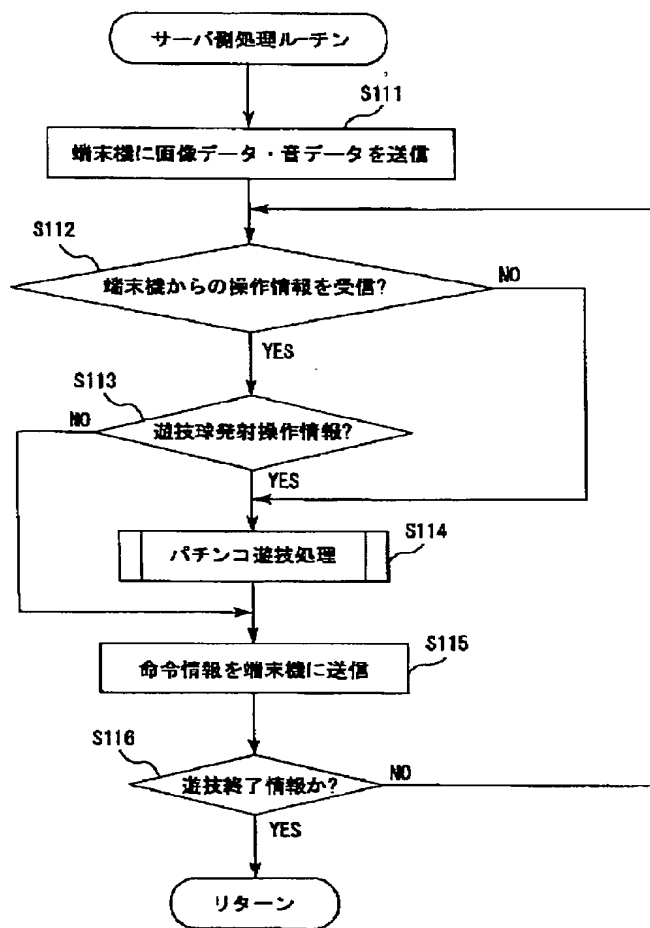 サーバ側処理ルーチン
S111
端末機に画像データ・音データを送信
S112
端末機からの操作情報を受信?
NO
YES
S113
NO
遊技球発射操作情報?
YES
S114
パチンコ遊技処理
S115
命令情報を端末機に送信
S116
遊技終了情報か?
NO
YES
リターン